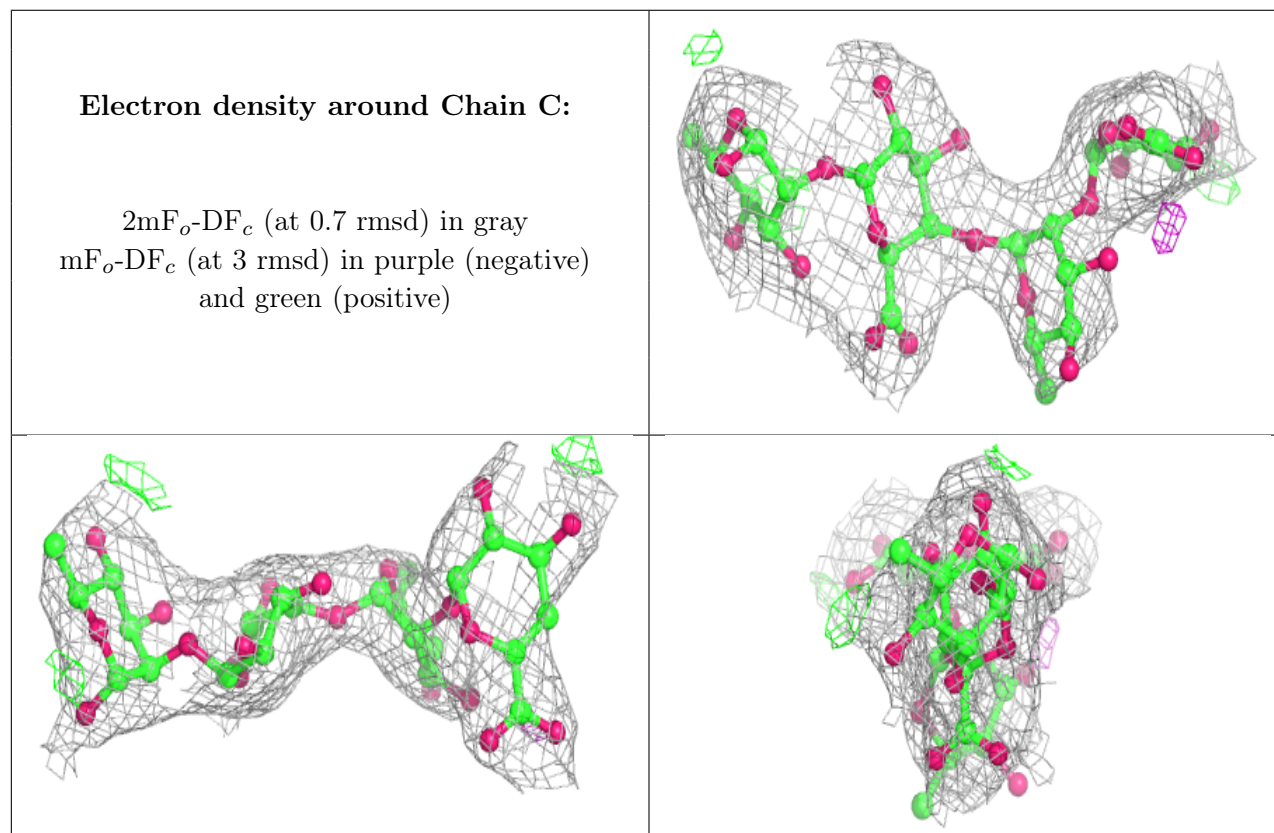 Electron density around Chain C:
2mFₒ-DF𝒸 (at 0.7 rmsd) in gray
mFₒ-DF𝒸 (at 3 rmsd) in purple (negative)
and green (positive)